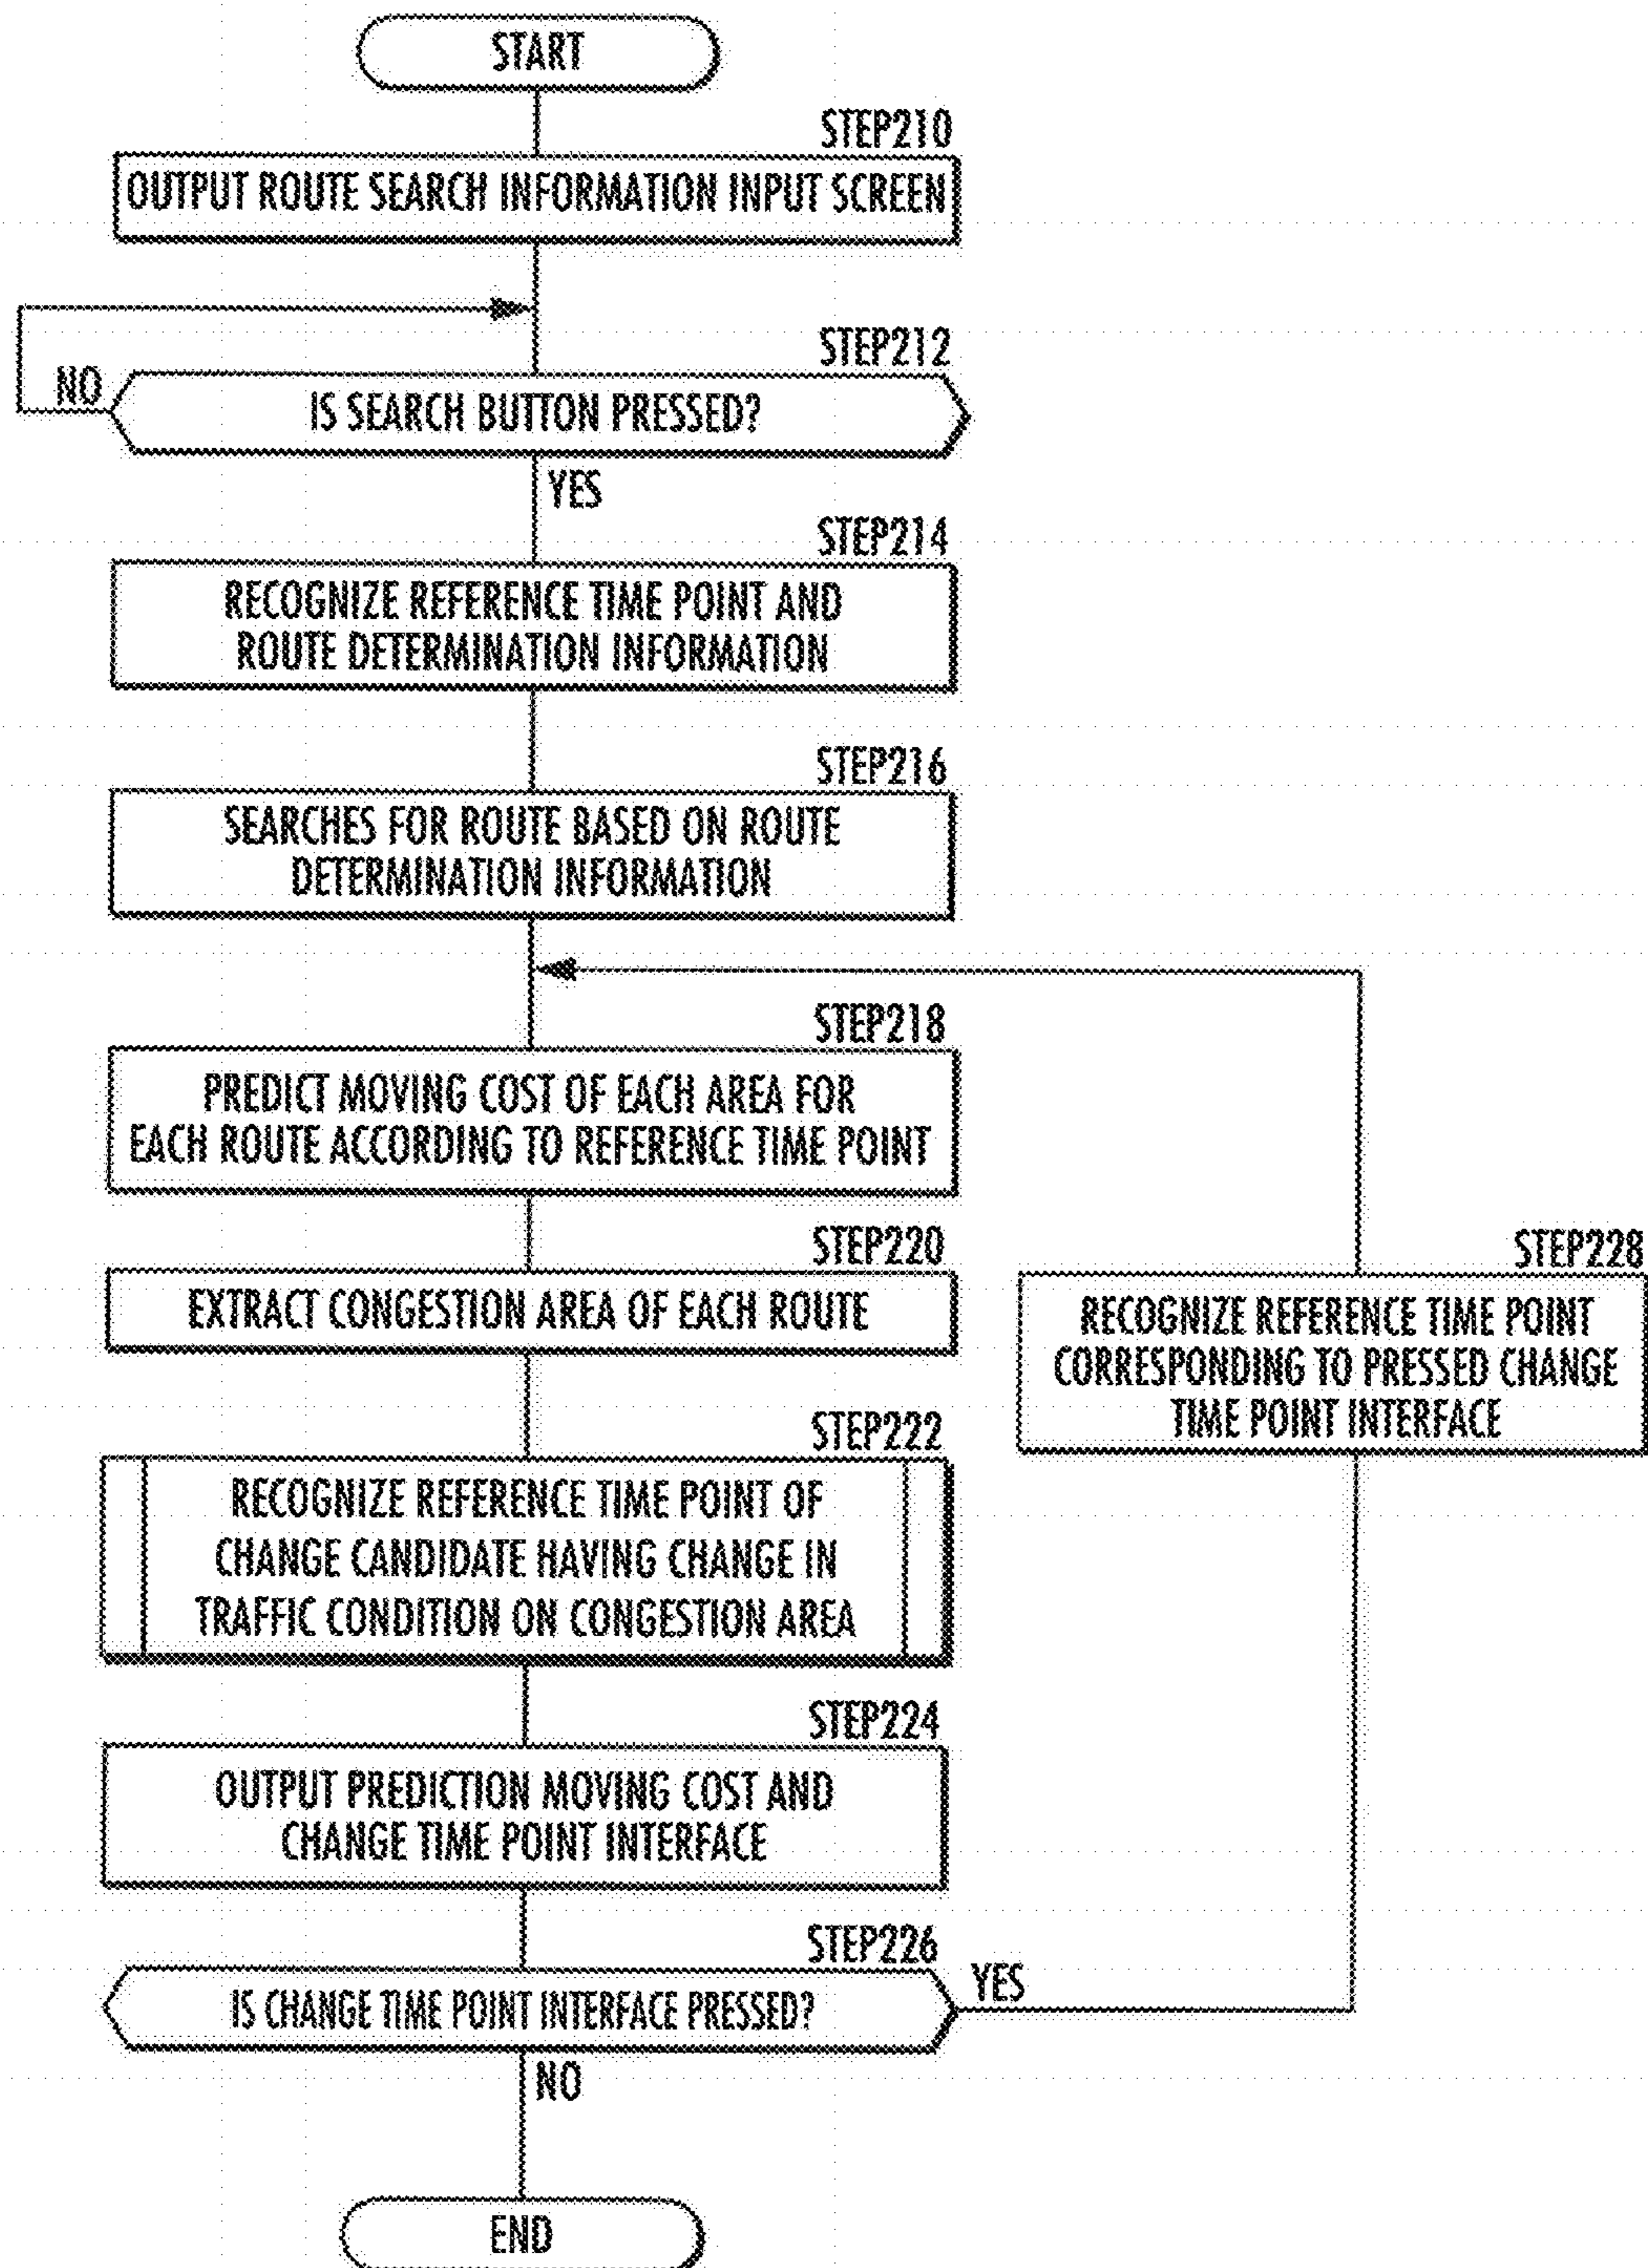 START
STEP210
OUTPUT ROUTE SEARCH INFORMATION INPUT SCREEN
STEP212
NO
IS SEARCH BUTTON PRESSED?
YES
STEP214
RECOGNIZE REFERENCE TIME POINT AND
ROUTE DETERMINATION INFORMATION
STEP216
SEARCHES FOR ROUTE BASED ON ROUTE
DETERMINATION INFORMATION
STEP218
PREDICT MOVING COST OF EACH AREA FOR
EACH ROUTE ACCORDING TO REFERENCE TIME POINT
STEP220
EXTRACT CONGESTION AREA OF EACH ROUTE
STEP228
RECOGNIZE REFERENCE TIME POINT
CORRESPONDING TO PRESSED CHANGE
TIME POINT INTERFACE
STEP222
RECOGNIZE REFERENCE TIME POINT OF
CHANGE CANDIDATE HAVING CHANGE IN
TRAFFIC CONDITION ON CONGESTION AREA
STEP224
OUTPUT PREDICTION MOVING COST AND
CHANGE TIME POINT INTERFACE
STEP226
IS CHANGE TIME POINT INTERFACE PRESSED?
YES
NO
END